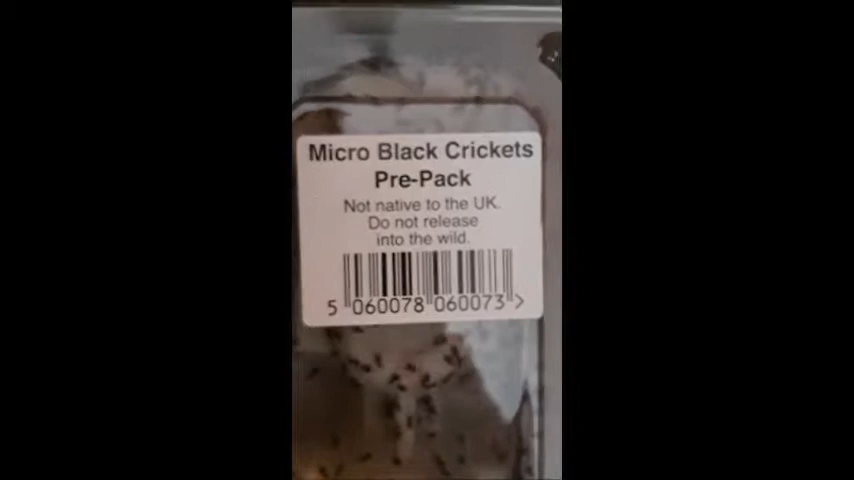 Micro Black Crickets
Pre-Pack
Not native to the UK.
Do not release
into the wild.
5 060078 060073 >